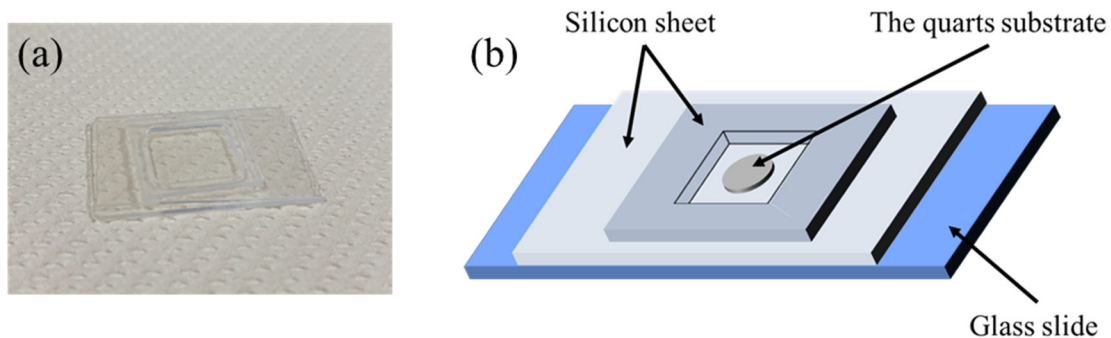 (a)
(b)
Silicon sheet
The quarts substrate
Glass slide